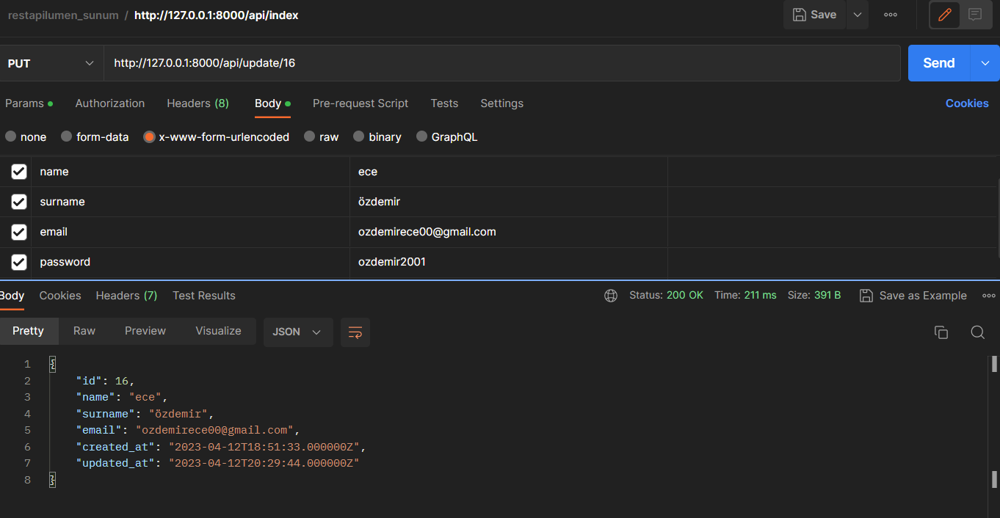 restapilumen_sunum / http://127.0.0.1:8000/api/index Save
PUT http://127.0.0.1:8000/api/update/16 Send
Params Authorization Headers (8) Body Pre-request Script Tests Settings Cookies
none form-data x-www-form-urlencoded raw binary GraphQL
name ece
surname özdemir
email ozdemirece00@gmail.com
password ozdemir2001
Body Cookies Headers (7) Test Results Status: 200 OK Time: 211 ms Size: 391 B Save as Example
Pretty Raw Preview Visualize JSON
1 {
2 "id": 16,
3 "name": "ece",
4 "surname": "özdemir",
5 "email": "ozdemirece00@gmail.com",
6 "created_at": "2023-04-12T18:51:33.000000Z",
7 "updated_at": "2023-04-12T20:29:44.000000Z"
8 }